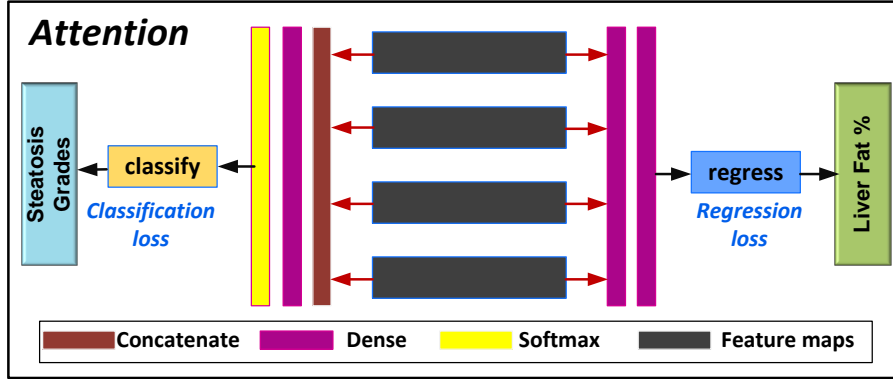 Attention
Steatosis
Grades
classify
Classification
loss
regress
Regression
loss
Liver Fat %
Concatenate
Dense
Softmax
Feature maps